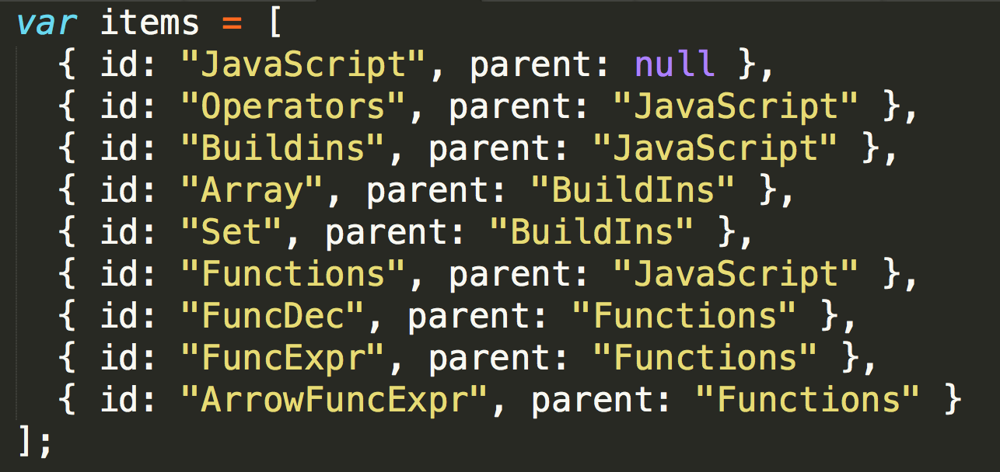 var items = [
  { id: "JavaScript", parent: null },
  { id: "Operators", parent: "JavaScript" },
  { id: "Buildins", parent: "JavaScript" },
  { id: "Array", parent: "BuildIns" },
  { id: "Set", parent: "BuildIns" },
  { id: "Functions", parent: "JavaScript" },
  { id: "FuncDec", parent: "Functions" },
  { id: "FuncExpr", parent: "Functions" },
  { id: "ArrowFuncExpr", parent: "Functions" }
];